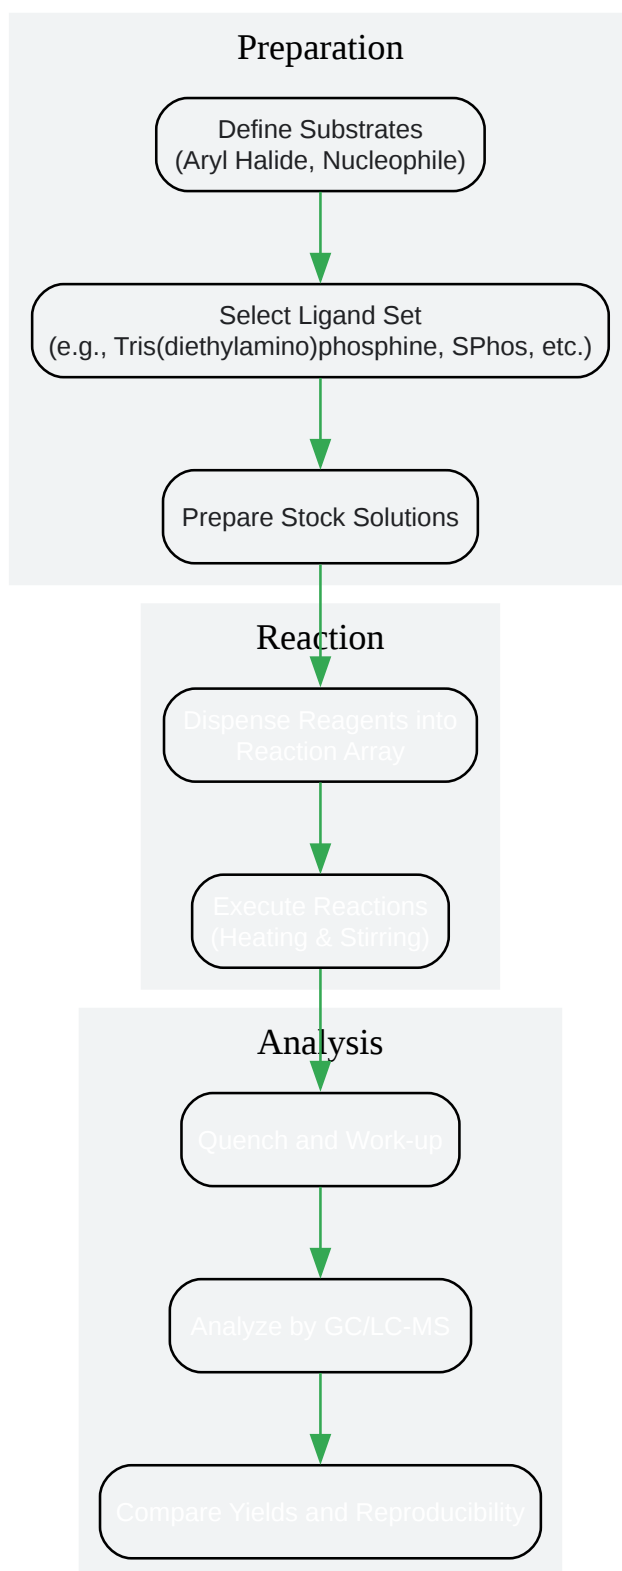 Preparation
Define Substrates
(Aryl Halide, Nucleophile)
Select Ligand Set
(e.g., Tris(diethylamino)phosphine, SPhos, etc.)
Prepare Stock Solutions
Reaction
Dispense Reagents into
Reaction Array
Execute Reactions
(Heating & Stirring)
Analysis
Quench and Work-up
Analyze by GC/LC-MS
Compare Yields and Reproducibility